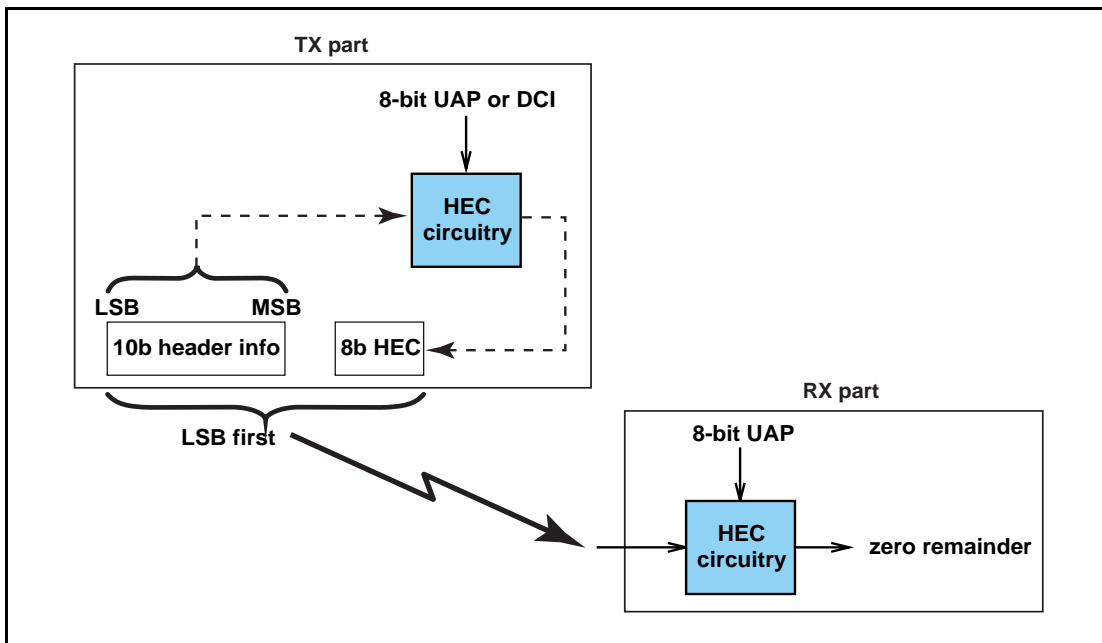 TX part
8-bit UAP or DCI
HEC
circuitry
LSB
MSB
10b header info
8b HEC
LSB first
RX part
8-bit UAP
HEC
circuitry
zero remainder